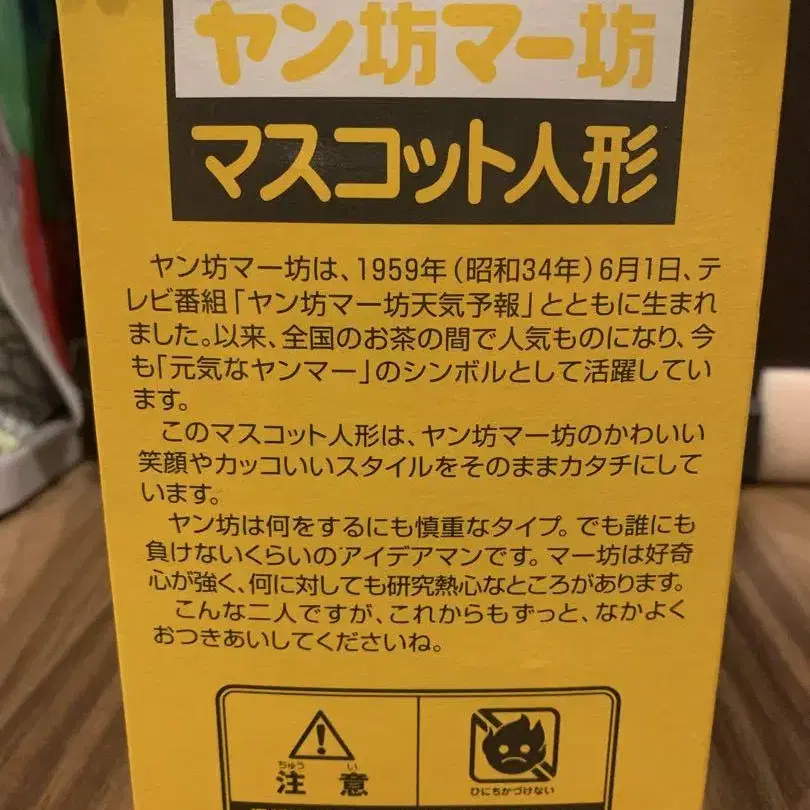 ヤン坊マー坊
マスコット人形
ヤン坊マー坊は、1959年(昭和34年)6月1日、テ
レビ番組「ヤン坊マー坊天気予報」とともに生まれ
ました。以来、全国のお茶の間で人気ものになり、今
も「元気なヤンマー」のシンボルとして活躍してい
ます。
このマスコット人形は、ヤン坊マー坊のかわいい
笑顔やカッコいいスタイルをそのままカタチにして
います。
ヤン坊は何をするにも慎重なタイプ。でも誰にも
負けないくらいのアイデアマンです。マー坊は好奇
心が強く、何に対しても研究熱心なところがあります。
こんな二人ですが、これからもずっと、なかよく
おつきあいしてくださいね。
ちゅうい
注意
ひにちかづけない